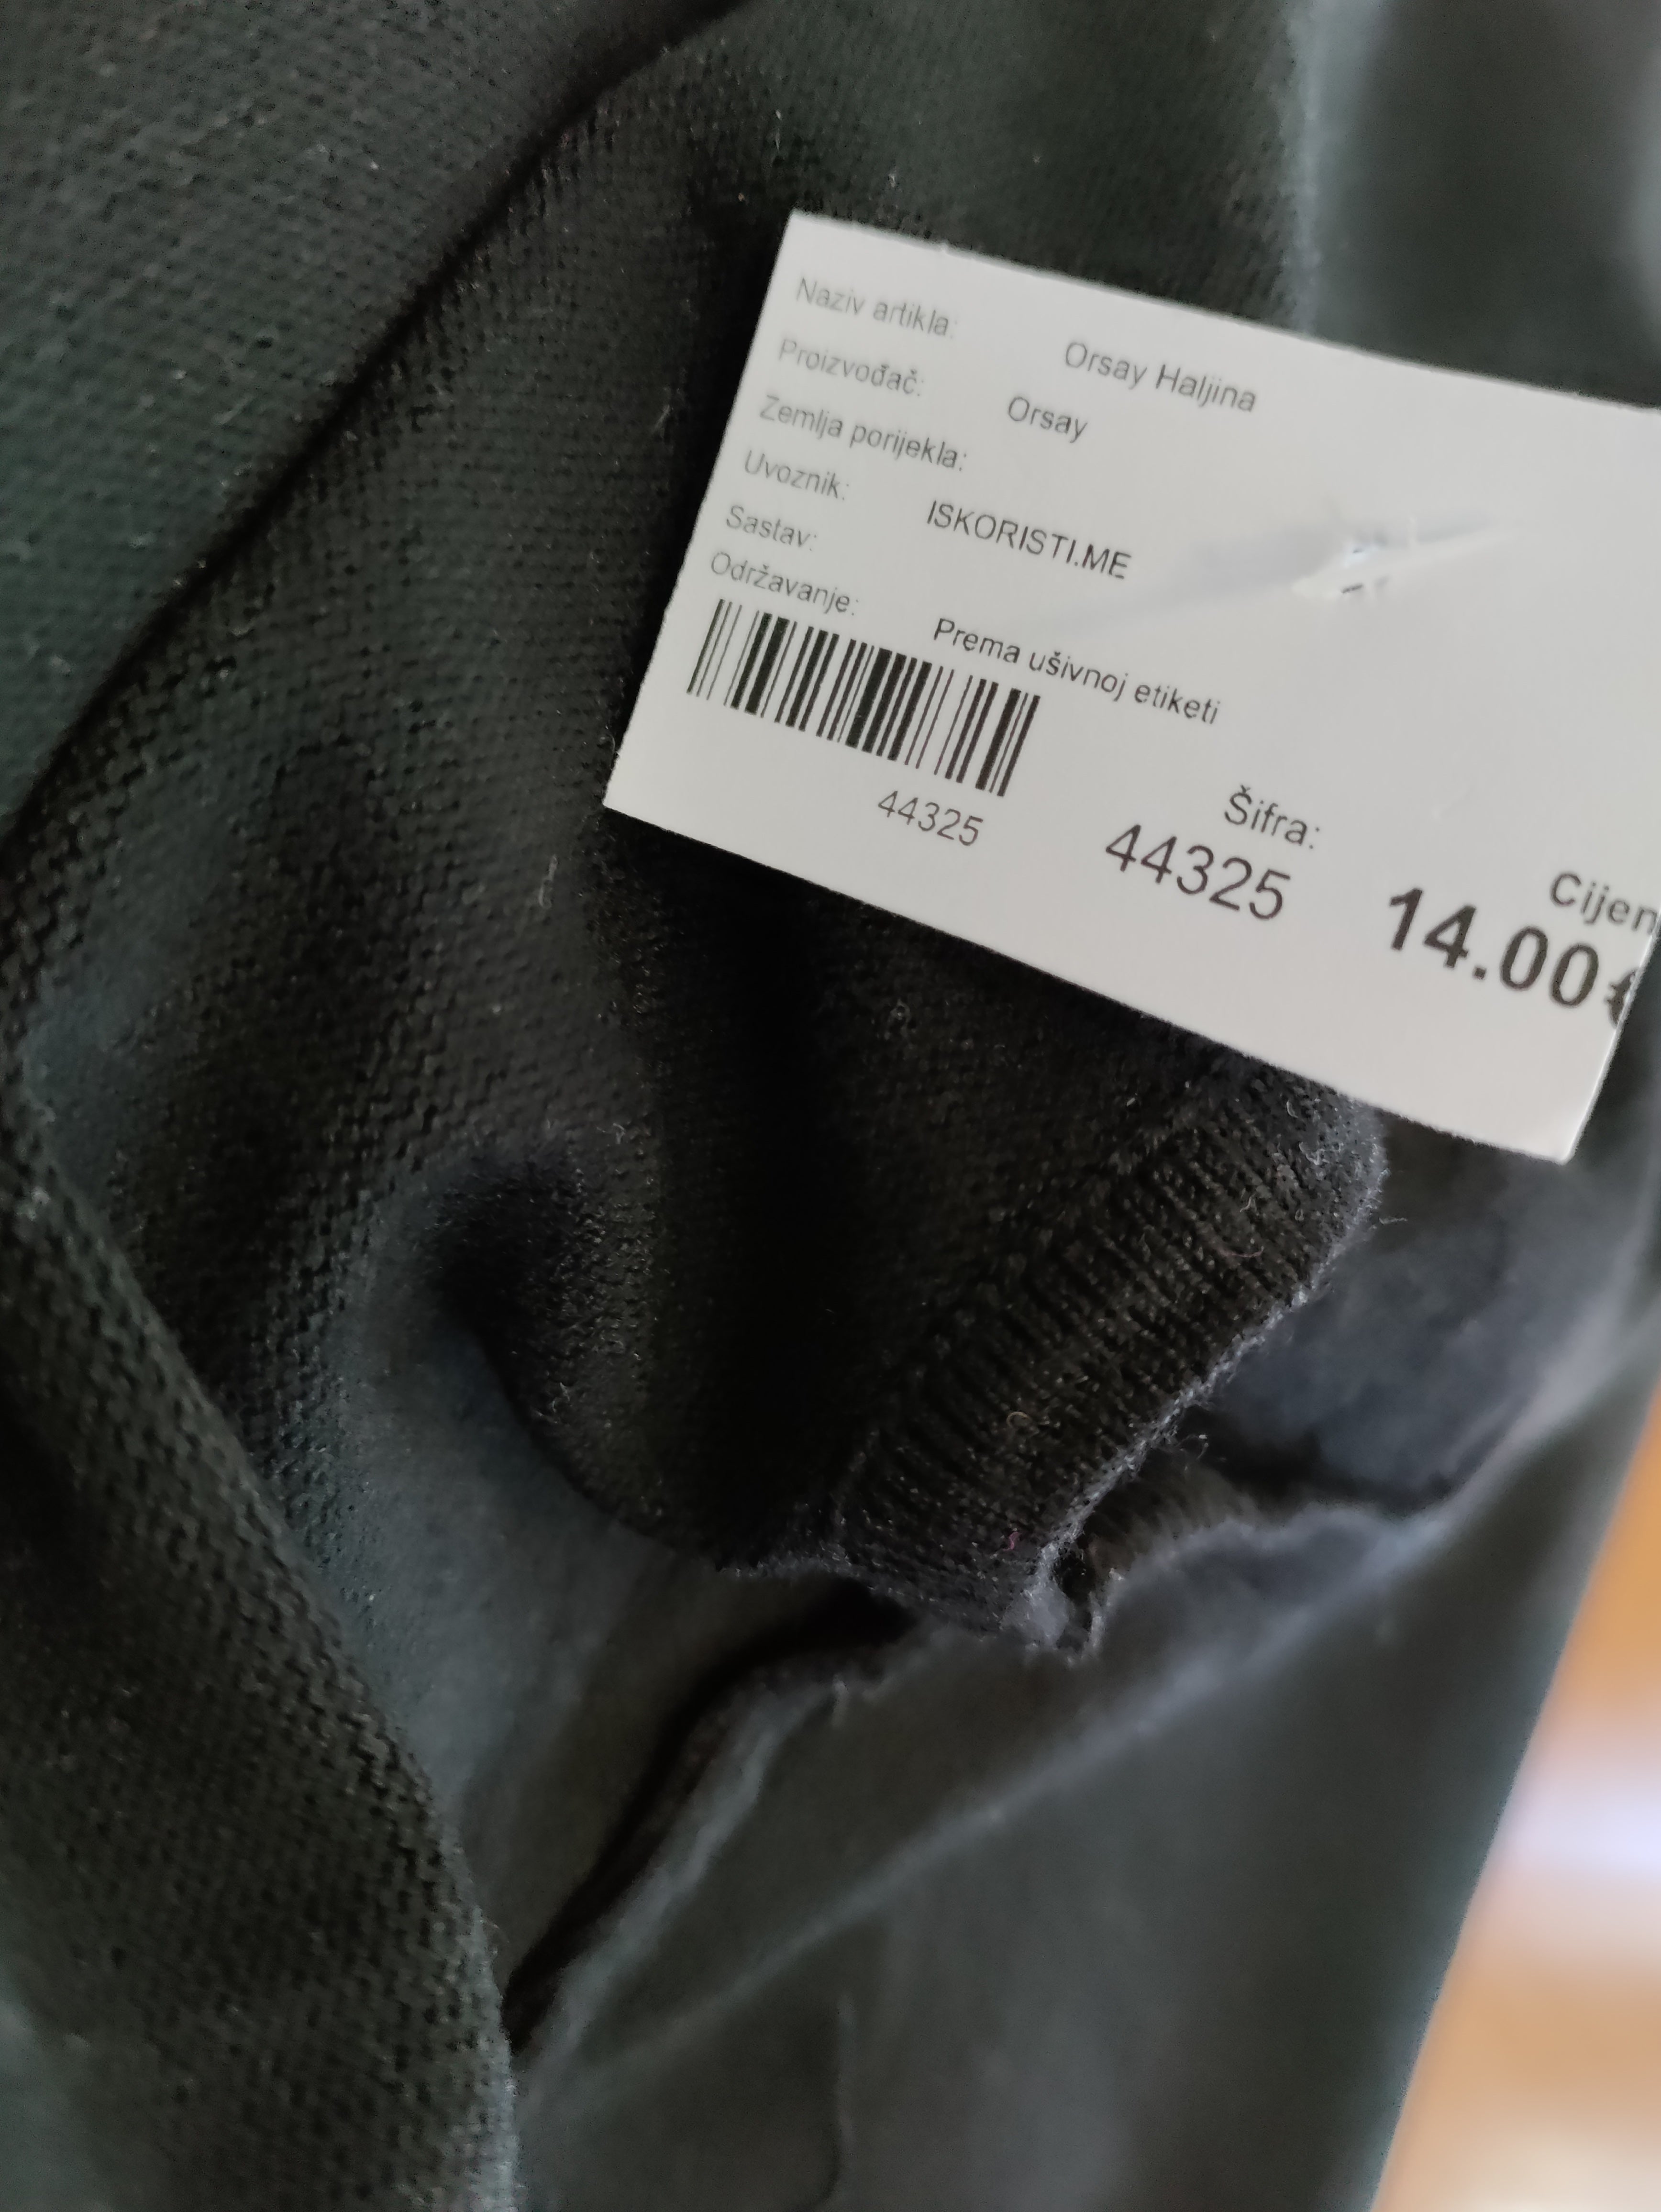 Naziv artikla: Orsay Haljina
Proizvođač: Orsay
Zemlja porijekla:
Uvoznik: ISKORISTI.ME
Sastav:
Održavanje: Prema ušivnoj etiketi
44325
Šifra:
44325
Cijen
14.00€